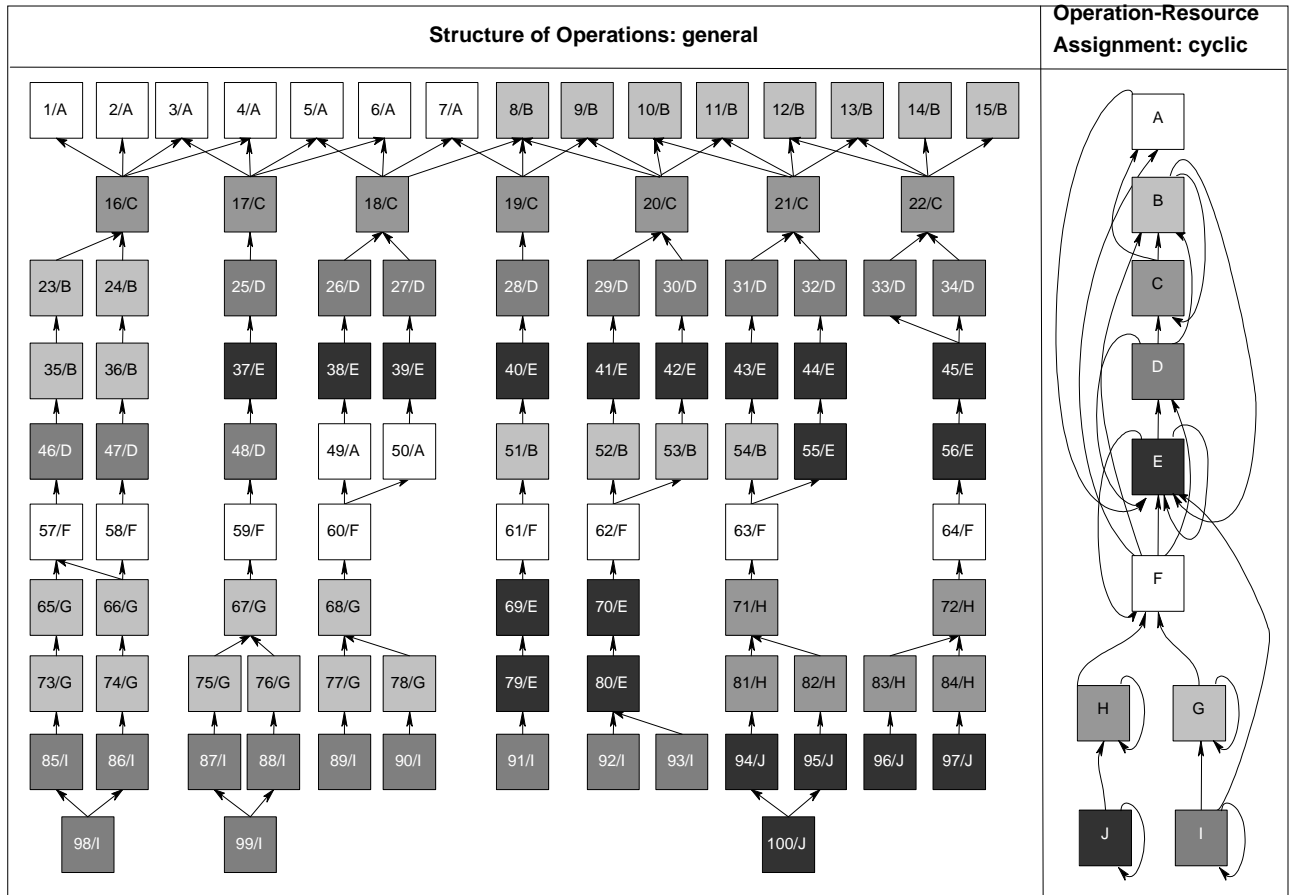 Structure of Operations: general
Operation-Resource
Assignment: cyclic
1/A 2/A 3/A 4/A 5/A 6/A 7/A 8/B 9/B 10/B 11/B 12/B 13/B 14/B 15/B
16/C 17/C 18/C 19/C 20/C 21/C 22/C
23/B 24/B 25/D 26/D 27/D 28/D 29/D 30/D 31/D 32/D 33/D 34/D
35/B 36/B 37/E 38/E 39/E 40/E 41/E 42/E 43/E 44/E 45/E
46/D 47/D 48/D 49/A 50/A 51/B 52/B 53/B 54/B 55/E 56/E
57/F 58/F 59/F 60/F 61/F 62/F 63/F 64/F
65/G 66/G 67/G 68/G 69/E 70/E 71/H 72/H
73/G 74/G 75/G 76/G 77/G 78/G 79/E 80/E 81/H 82/H 83/H 84/H
85/I 86/I 87/I 88/I 89/I 90/I 91/I 92/I 93/I 94/J 95/J 96/J 97/J
98/I 99/I 100/J
A
B
C
D
E
F
H G
J I